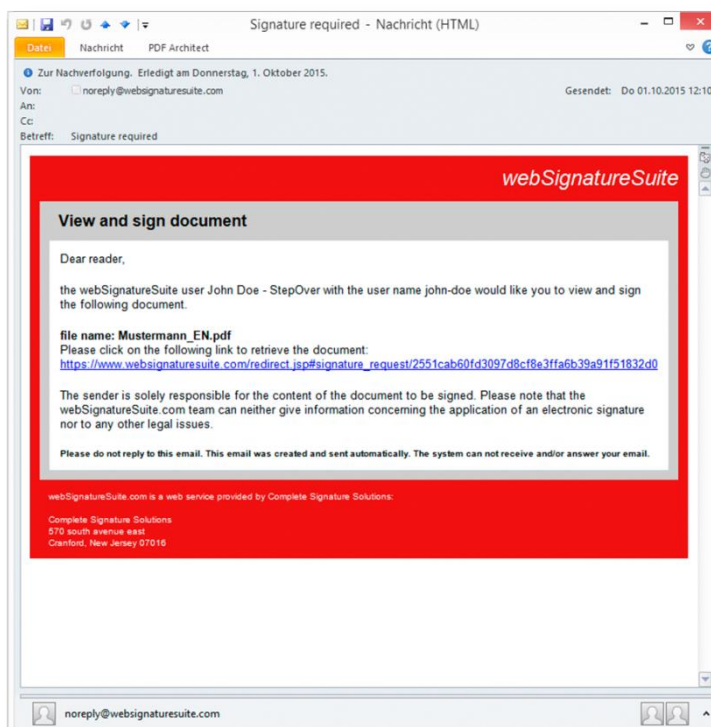 Signature required - Nachricht (HTML)
Datei Nachricht PDF Architect
Zur Nachverfolgung. Erledigt am Donnerstag, 1. Oktober 2015.
Von: noreply@websignaturesuite.com Gesendet: Do 01.10.2015 12:10
An:
Cc:
Betreff: Signature required
webSignatureSuite
View and sign document
Dear reader,
the webSignatureSuite user John Doe - StepOver with the user name john-doe would like you to view and sign
the following document.
file name: Mustermann_EN.pdf
Please click on the following link to retrieve the document:
https://www.websignaturesuite.com/redirect.jsp#signature_request/2551cab60fd3097d8cf8e3ffa6b39a91f51832d0
The sender is solely responsible for the content of the document to be signed. Please note that the
webSignatureSuite.com team can neither give information concerning the application of an electronic signature
nor to any other legal issues.
Please do not reply to this email. This email was created and sent automatically. The system can not receive and/or answer your email.
webSignatureSuite.com is a web service provided by Complete Signature Solutions:
Complete Signature Solutions
570 south avenue east
Cranford, New Jersey 07016
noreply@websignaturesuite.com